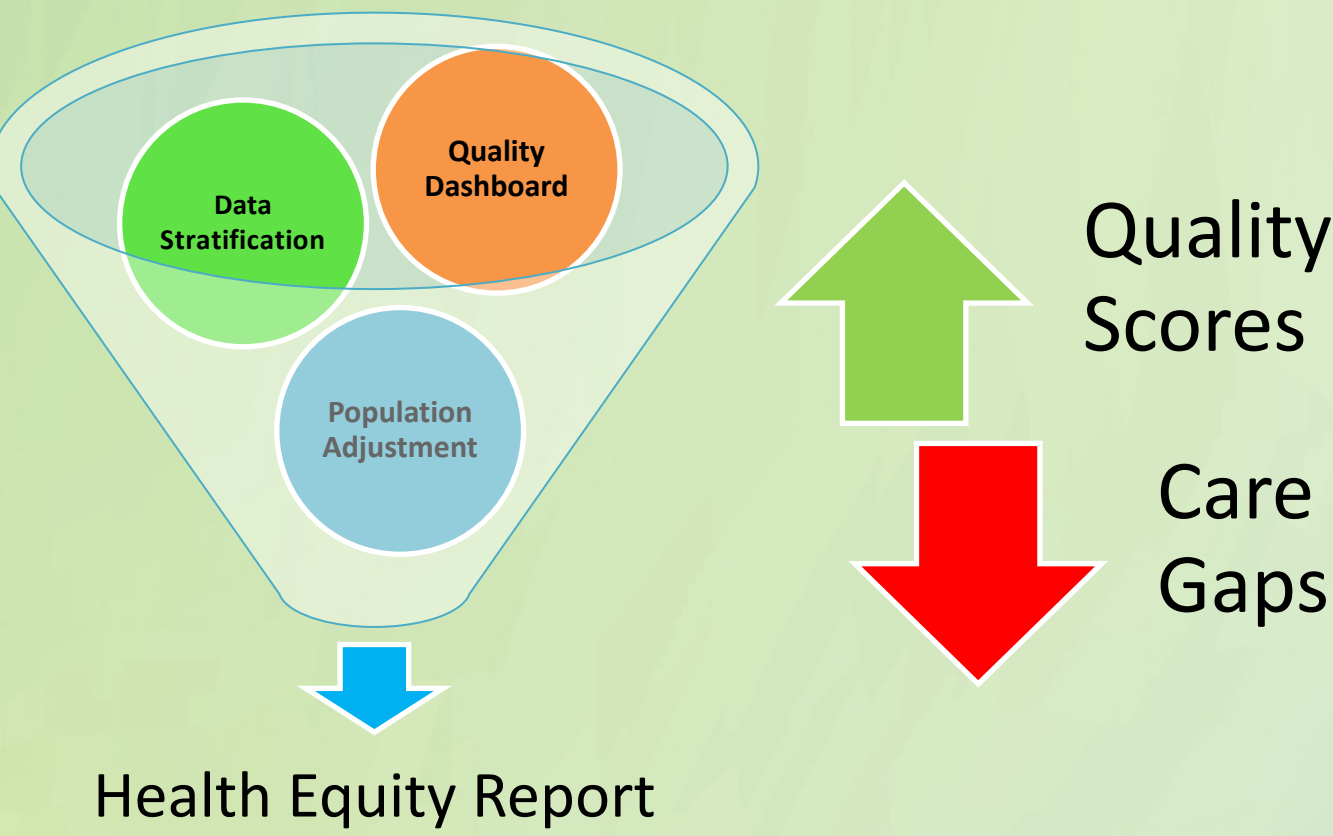 Quality
Dashboard
Data
Stratification
Population
Adjustment
Health Equity Report
Quality
Scores
Care
Gaps